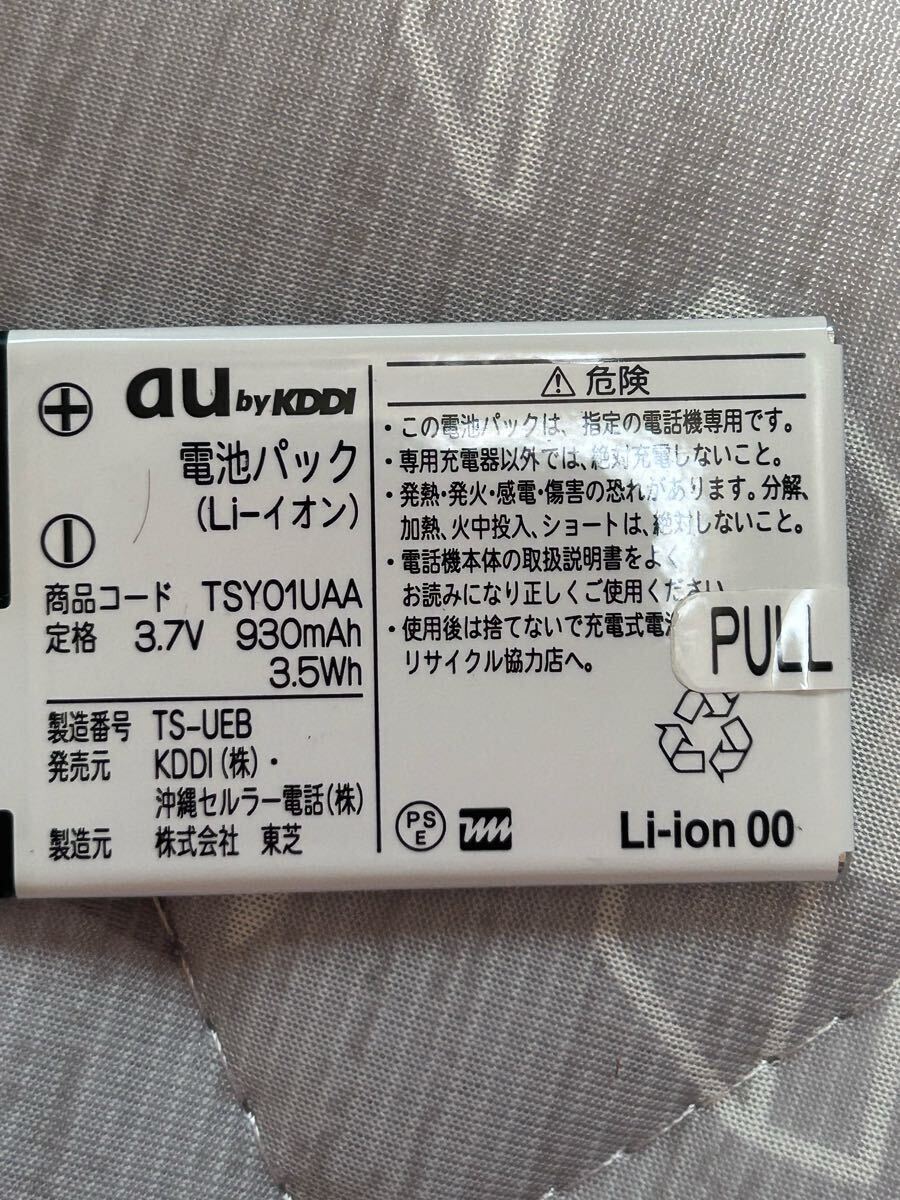 ⊕ au by KDDI
電池パック
⊖ (Li-イオン)
商品コード TSY01UAA
定格 3.7V 930mAh
3.5Wh
製造番号 TS-UEB
発売元 KDDI(株)・
沖縄セルラー電話(株)
製造元 株式会社 東芝
⚠危険
・この電池パックは、指定の電話機専用です。
・専用充電器以外では、絶対充電しないこと。
・発熱・発火・感電・傷害の恐れがあります。分解、
加熱、火中投入、ショートは、絶対しないこと。
・電話機本体の取扱説明書をよく
お読みになり正しくご使用ください。
・使用後は捨てないで充電式電池
リサイクル協力店へ。
PULL
PSE
Li-ion 00